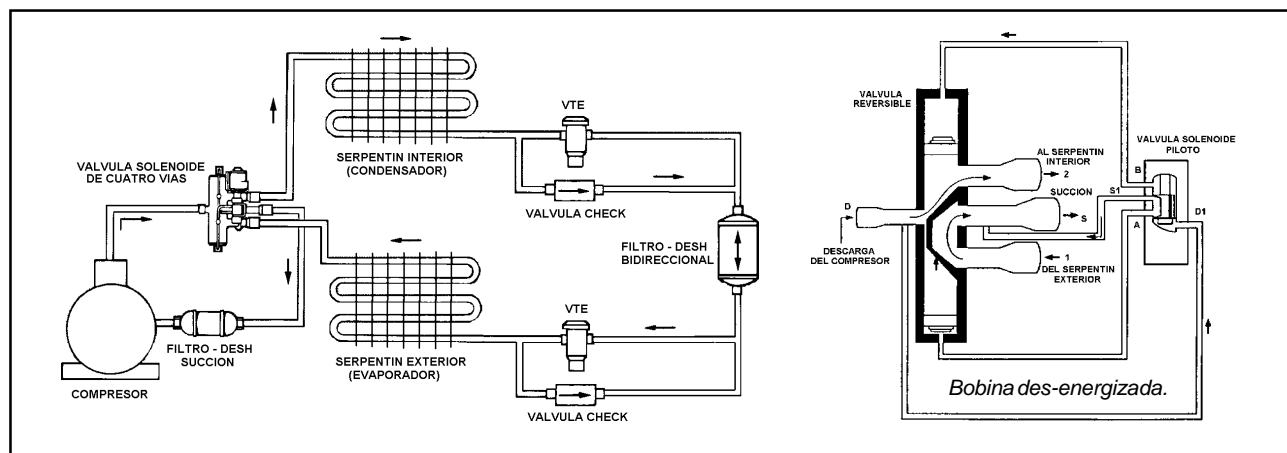 VALVULA SOLENOIDE
DE CUATRO VIAS
SERPENTIN INTERIOR
(CONDENSADOR)
VTE
VALVULA CHECK
FILTRO - DESH
BIDIRECCIONAL
VTE
VALVULA CHECK
SERPENTIN EXTERIOR
(EVAPORADOR)
FILTRO - DESH
SUCCION
COMPRESOR
VALVULA
REVERSIBLE
AL SERPENTIN
INTERIOR
2
SUCCION
S
1
DEL SERPENTIN
EXTERIOR
D
DESCARGA
DEL COMPRESOR
VALVULA SOLENOIDE
PILOTO
B
S1
A
D1
Bobina des-energizada.